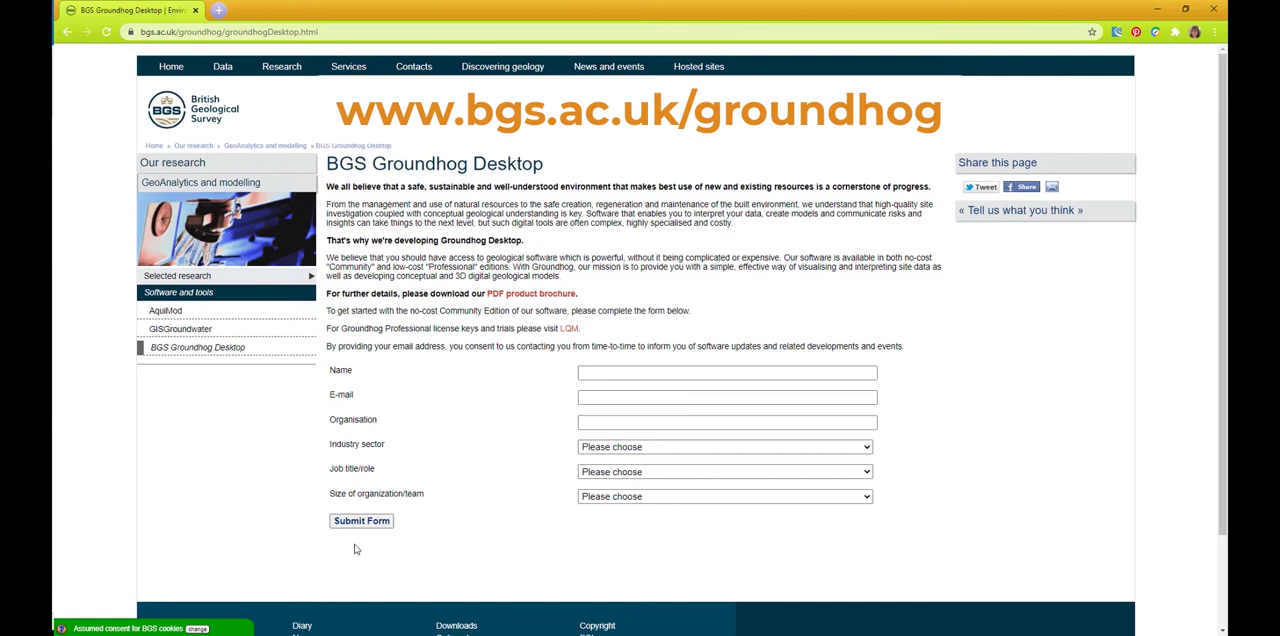 BGS Groundhog Desktop | Envir
bgs.ac.uk/groundhog/groundhogDesktop.html
Home Data Research Services Contacts Discovering geology News and events Hosted sites
BGS
British
Geological
Survey
www.bgs.ac.uk/groundhog
Home » Our research » GeoAnalytics and modelling » BGS Groundhog Desktop
Our research
GeoAnalytics and modelling
Selected research
Software and tools
AquiMod
GISGroundwater
BGS Groundhog Desktop
BGS Groundhog Desktop
We all believe that a safe, sustainable and well-understood environment that makes best use of new and existing resources is a cornerstone of progress.
From the management and use of natural resources to the safe creation, regeneration and maintenance of the built environment, we understand that high-quality site
investigation coupled with conceptual geological understanding is key. Software that enables you to interpret your data, create models and communicate risks and
insights can take things to the next level, but such digital tools are often complex, highly specialised and costly.
That's why we're developing Groundhog Desktop.
We believe that you should have access to geological software which is powerful, without it being complicated or expensive. Our software is available in both no-cost
"Community" and low-cost "Professional" editions. With Groundhog, our mission is to provide you with a simple, effective way of visualising and interpreting site data as
well as developing conceptual and 3D digital geological models.
For further details, please download our PDF product brochure.
To get started with the no-cost Community Edition of our software, please complete the form below.
For Groundhog Professional license keys and trials please visit LQM.
By providing your email address, you consent to us contacting you from time-to-time to inform you of software updates and related developments and events.
Name
E-mail
Organisation
Industry sector Please choose
Job title/role Please choose
Size of organization/team Please choose
Submit Form
Share this page
Tweet Share
« Tell us what you think »
Diary Downloads Copyright
Assumed consent for BGS cookies change